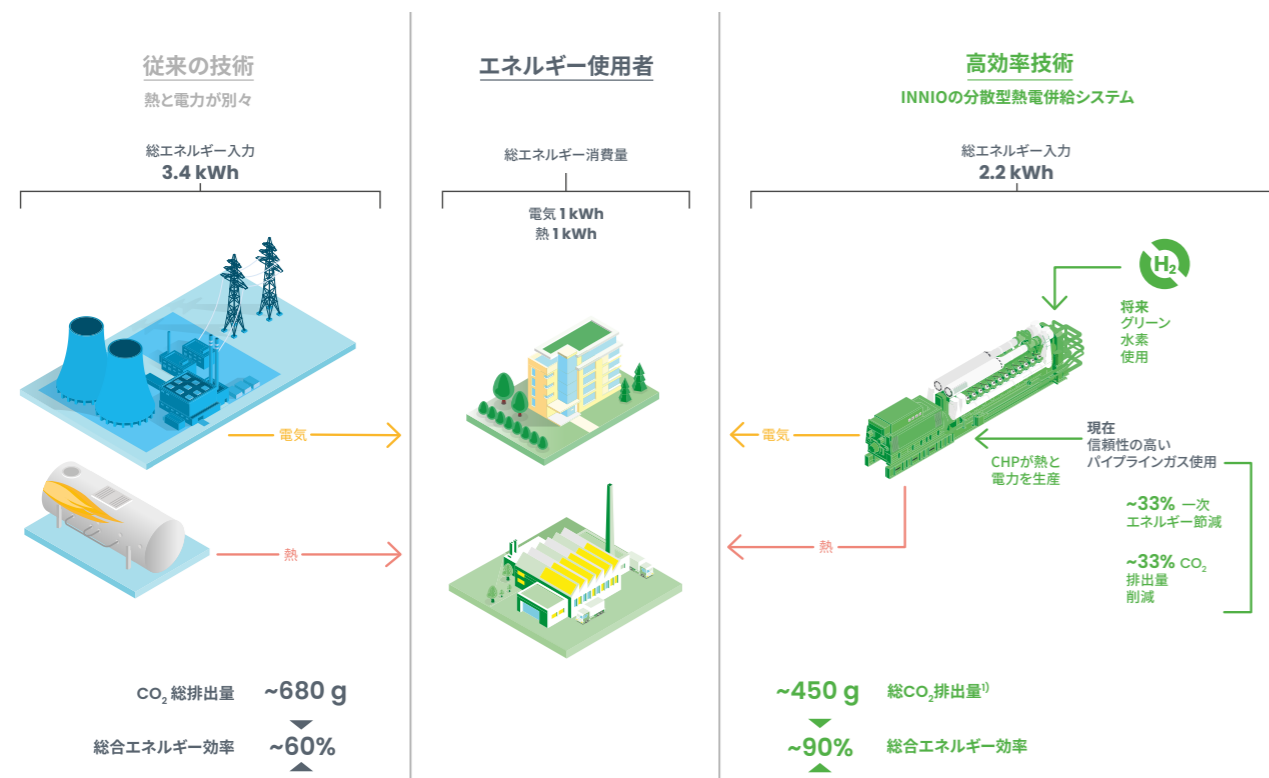 従来の技術
熱と電力が別々
総エネルギー入力
3.4 kWh
電気
熱
CO₂ 総排出量 ~680 g
総合エネルギー効率 ~60%
エネルギー使用者
総エネルギー消費量
電気 1 kWh
熱 1 kWh
高効率技術
INNIOの分散型熱電併給システム
総エネルギー入力
2.2 kWh
H₂
将来
グリーン
水素
使用
電気
CHPが熱と
電力を生産
現在
信頼性の高い
パイプラインガス使用
熱
~33% 一次
エネルギー節減
~33% CO₂
排出量
削減
~450 g 総CO₂排出量¹⁾
~90% 総合エネルギー効率